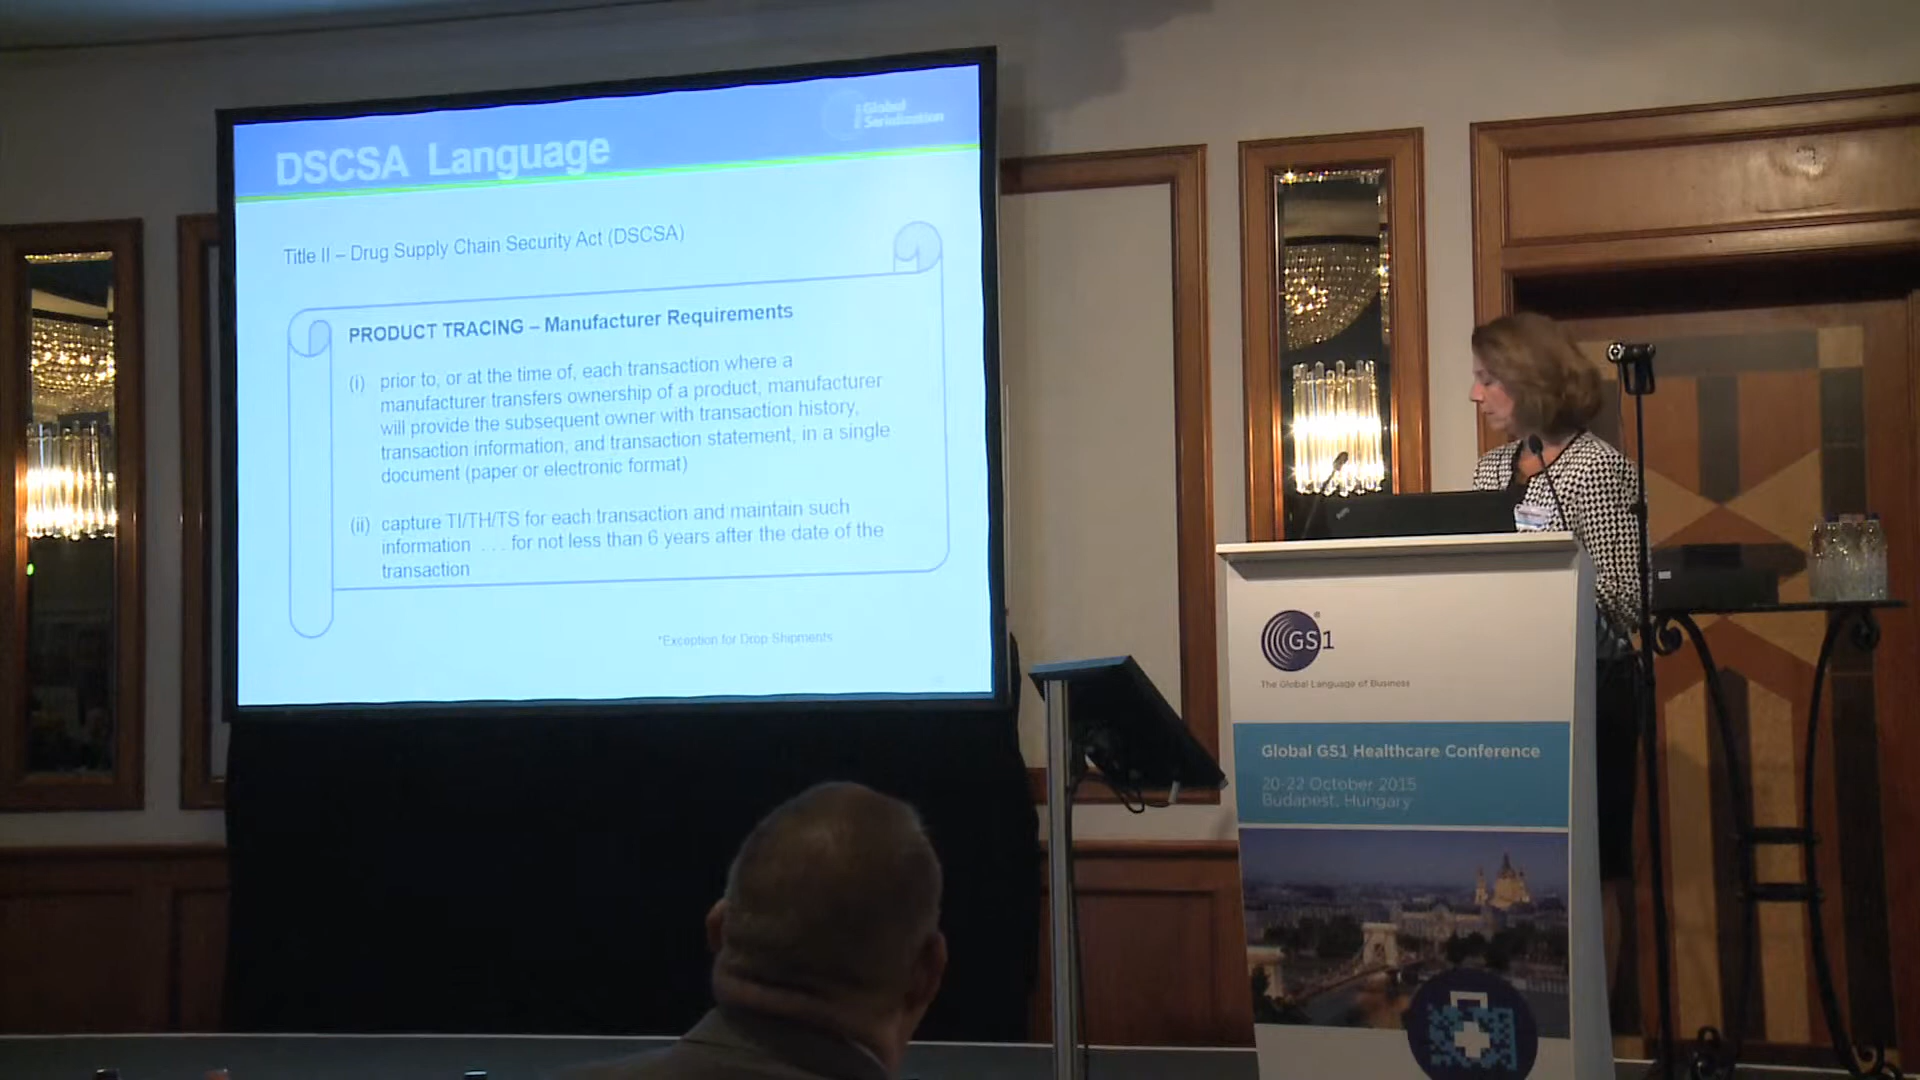 Global
Serialization
DSCSA Language
Title II – Drug Supply Chain Security Act (DSCSA)
PRODUCT TRACING – Manufacturer Requirements
(i) prior to, or at the time of, each transaction where a
manufacturer transfers ownership of a product, manufacturer
will provide the subsequent owner with transaction history,
transaction information, and transaction statement, in a single
document (paper or electronic format)
(ii) capture TI/TH/TS for each transaction and maintain such
information . . . for not less than 6 years after the date of the
transaction
*Exception for Drop Shipments
GS1
The Global Language of Business
Global GS1 Healthcare Conference
20-22 October 2015
Budapest, Hungary